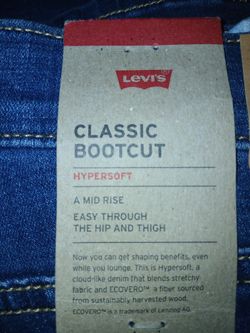 LEVI'S
CLASSIC
BOOTCUT
HYPERSOFT
A MID RISE
EASY THROUGH
THE HIP AND THIGH
Now you can get shaping benefits, even
while you lounge. This is Hypersoft, a
cloud-like denim that blends stretchy
fabric and ECOVERO™, a fiber sourced
from sustainably harvested wood.
ECOVERO™ is a trademark of Lenzing AG.